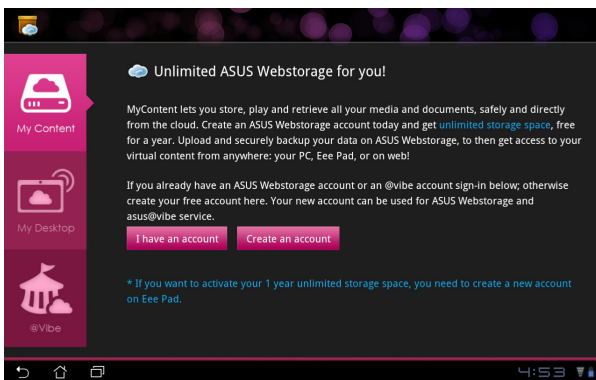 Unlimited ASUS Webstorage for you!
My Content
MyContent lets you store, play and retrieve all your media and documents, safely and directly
from the cloud. Create an ASUS Webstorage account today and get unlimited storage space, free
for a year. Upload and securely backup your data on ASUS Webstorage, to then get access to your
virtual content from anywhere: your PC, Eee Pad, or on web!
My Desktop
If you already have an ASUS Webstorage account or an @vibe account sign-in below; otherwise
create your free account here. Your new account can be used for ASUS Webstorage and
asus@vibe service.
I have an account Create an account
@Vibe
* If you want to activate your 1 year unlimited storage space, you need to create a new account
on Eee Pad.
4:53